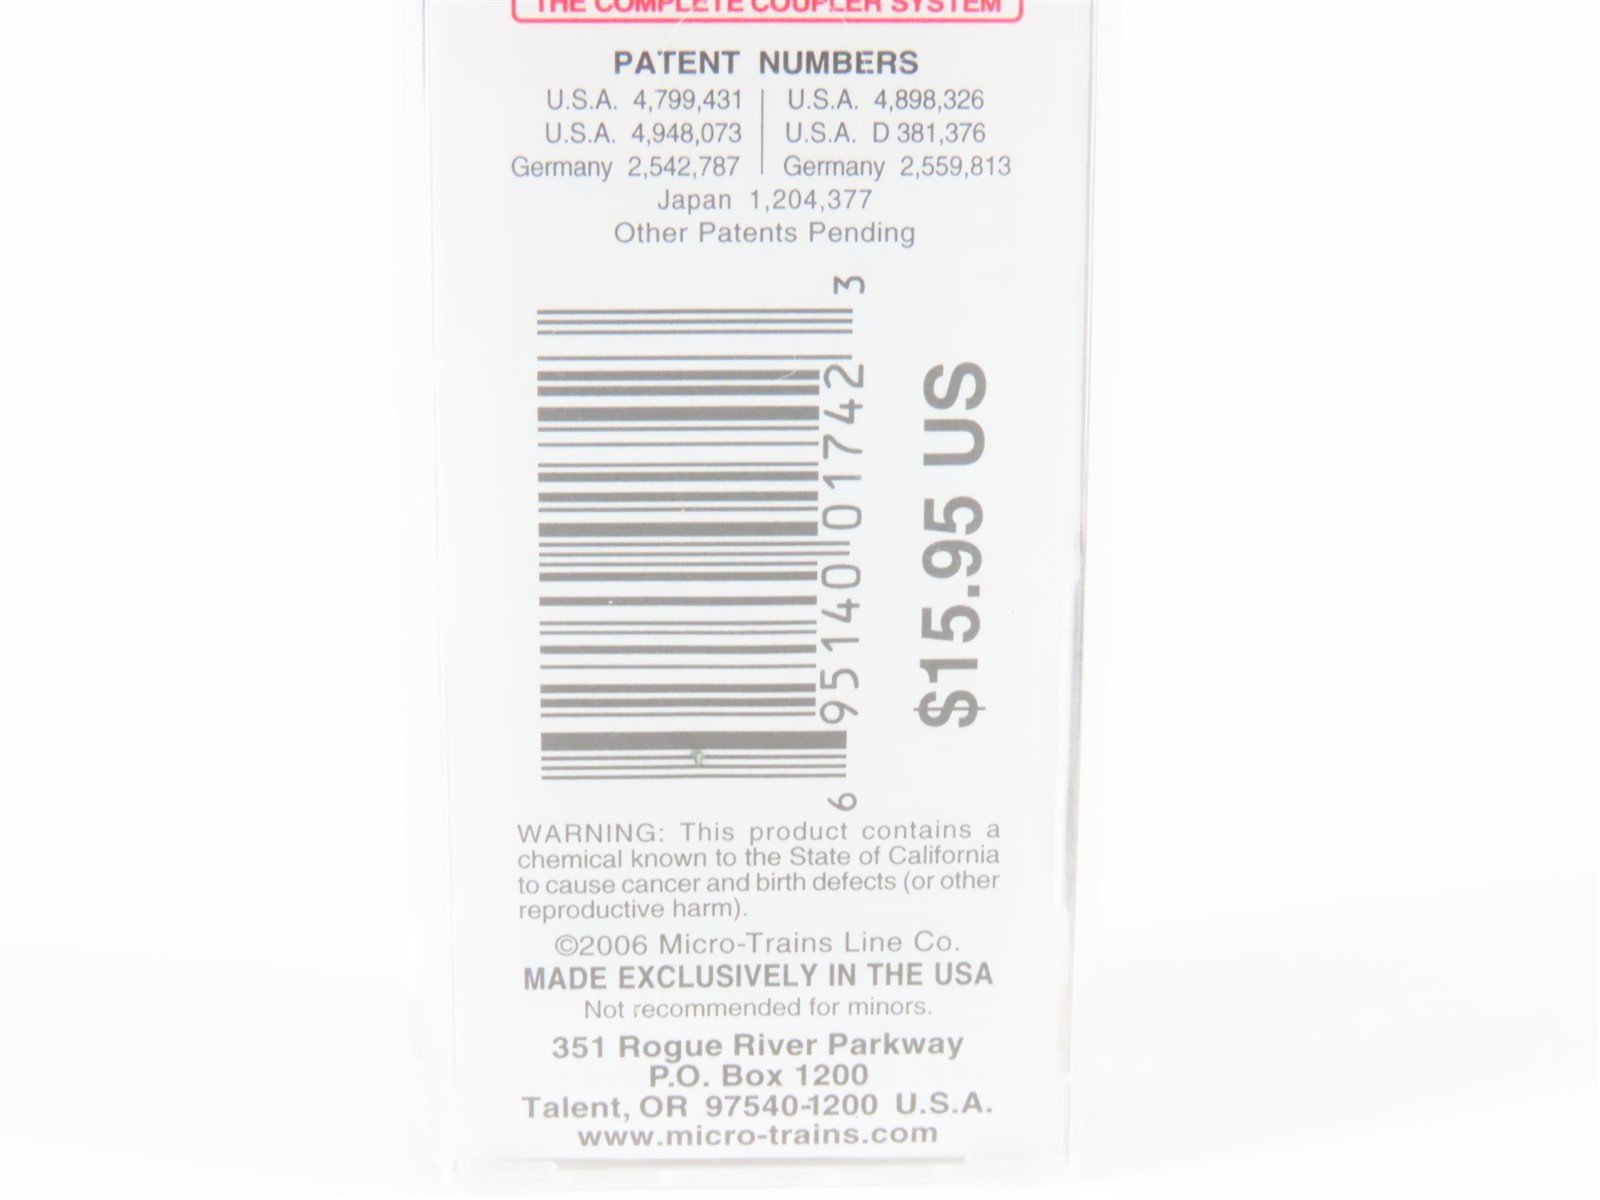 THE COMPLETE COUPLER SYSTEM
PATENT NUMBERS
U.S.A. 4,799,431 U.S.A. 4,898,326
U.S.A. 4,948,073 U.S.A. D 381,376
Germany 2,542,787 Germany 2,559,813
Japan 1,204,377
Other Patents Pending
6 95140 01742 3
$15.95 US
WARNING: This product contains a
chemical known to the State of California
to cause cancer and birth defects (or other
reproductive harm).
©2006 Micro-Trains Line Co.
MADE EXCLUSIVELY IN THE USA
Not recommended for minors.
351 Rogue River Parkway
P.O. Box 1200
Talent, OR 97540-1200 U.S.A.
www.micro-trains.com